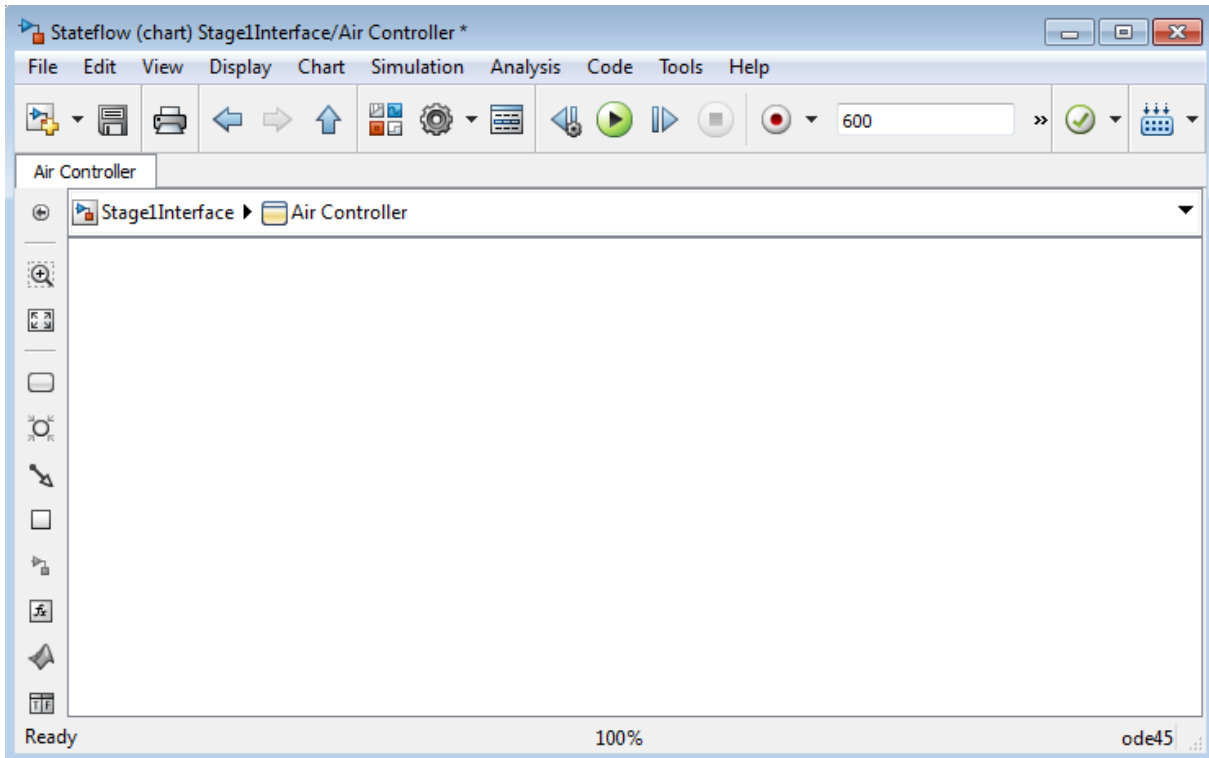 Stateflow (chart) Stage1Interface/Air Controller *
File Edit View Display Chart Simulation Analysis Code Tools Help
600 »
Air Controller
Stage1Interface Air Controller
fx
T F
Ready 100% ode45